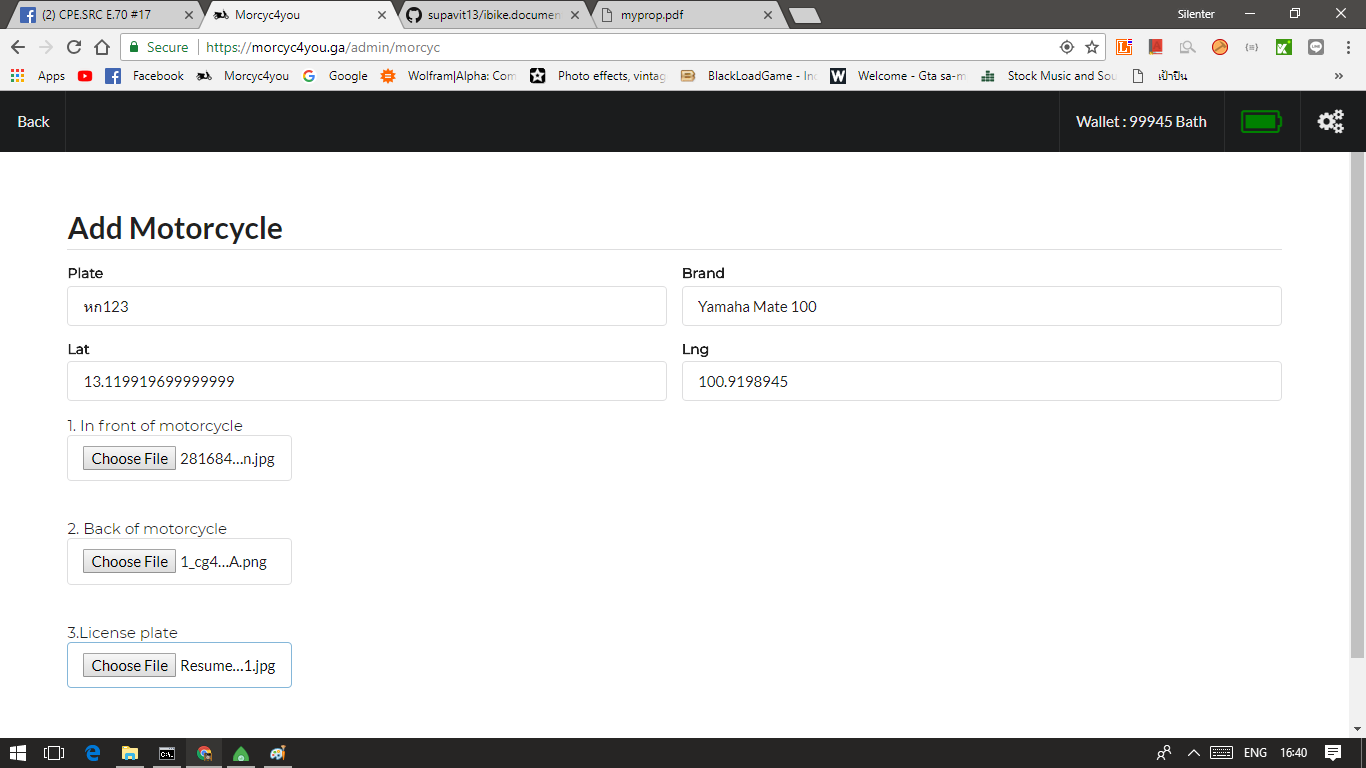 (2) CPE.SRC E.70 #17
Morcyc4you
supavit13/ibike.documen
myprop.pdf
Silenter
Secure
https://morcyc4you.ga/admin/morcyc
Apps
Facebook
Morcyc4you
Google
Wolfram|Alpha: Com
Photo effects, vintag
BlackLoadGame - Inc
Welcome - Gta sa-m
Stock Music and Sou
เป้าปืน
Back
Wallet : 99945 Bath
Add Motorcycle
Plate
Brand
หก123
Yamaha Mate 100
Lat
Lng
13.119919699999999
100.9198945
1. In front of motorcycle
Choose File 281684...n.jpg
2. Back of motorcycle
Choose File 1_cg4...A.png
3.License plate
Choose File Resume...1.jpg
ENG
16:40